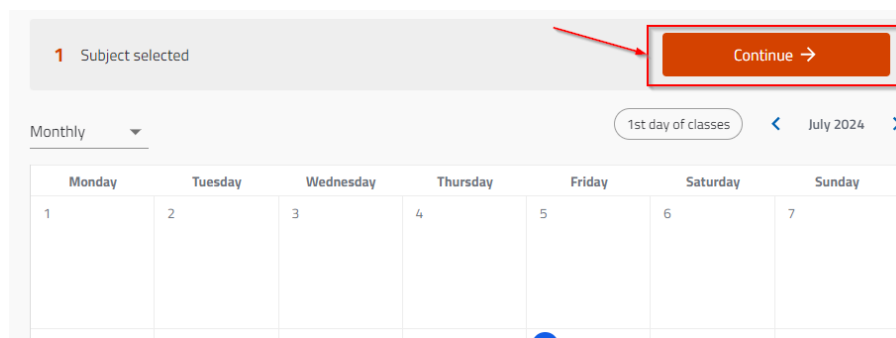 1 Subject selected
Continue →
Monthly
1st day of classes
July 2024
Monday Tuesday Wednesday Thursday Friday Saturday Sunday
1 2 3 4 5 6 7